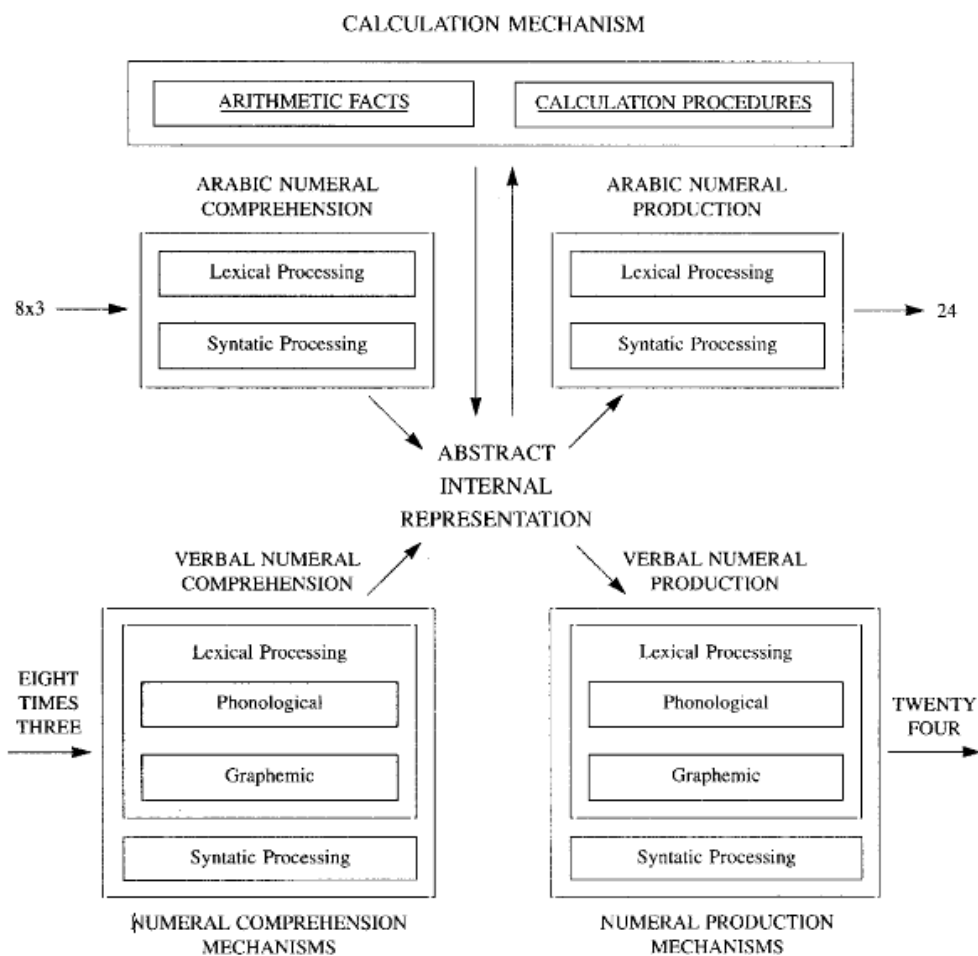 CALCULATION MECHANISM
ARITHMETIC FACTS
CALCULATION PROCEDURES
ARABIC NUMERAL
COMPREHENSION
ARABIC NUMERAL
PRODUCTION
Lexical Processing
Syntatic Processing
Lexical Processing
Syntatic Processing
8x3
24
ABSTRACT
INTERNAL
REPRESENTATION
VERBAL NUMERAL
COMPREHENSION
VERBAL NUMERAL
PRODUCTION
EIGHT
TIMES
THREE
Lexical Processing
Phonological
Graphemic
Syntatic Processing
Lexical Processing
Phonological
Graphemic
Syntatic Processing
TWENTY
FOUR
NUMERAL COMPREHENSION
MECHANISMS
NUMERAL PRODUCTION
MECHANISMS